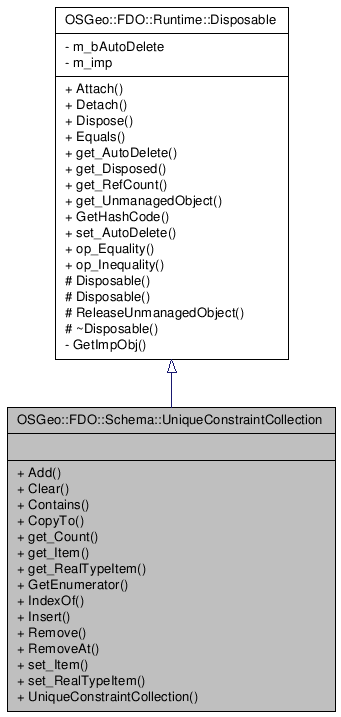 OSGeo::FDO::Runtime::Disposable
- m_bAutoDelete
- m_imp
+ Attach()
+ Detach()
+ Dispose()
+ Equals()
+ get_AutoDelete()
+ get_Disposed()
+ get_RefCount()
+ get_UnmanagedObject()
+ GetHashCode()
+ set_AutoDelete()
+ op_Equality()
+ op_Inequality()
# Disposable()
# Disposable()
# ReleaseUnmanagedObject()
# ~Disposable()
- GetImpObj()
OSGeo::FDO::Schema::UniqueConstraintCollection
+ Add()
+ Clear()
+ Contains()
+ CopyTo()
+ get_Count()
+ get_Item()
+ get_RealTypeItem()
+ GetEnumerator()
+ IndexOf()
+ Insert()
+ Remove()
+ RemoveAt()
+ set_Item()
+ set_RealTypeItem()
+ UniqueConstraintCollection()